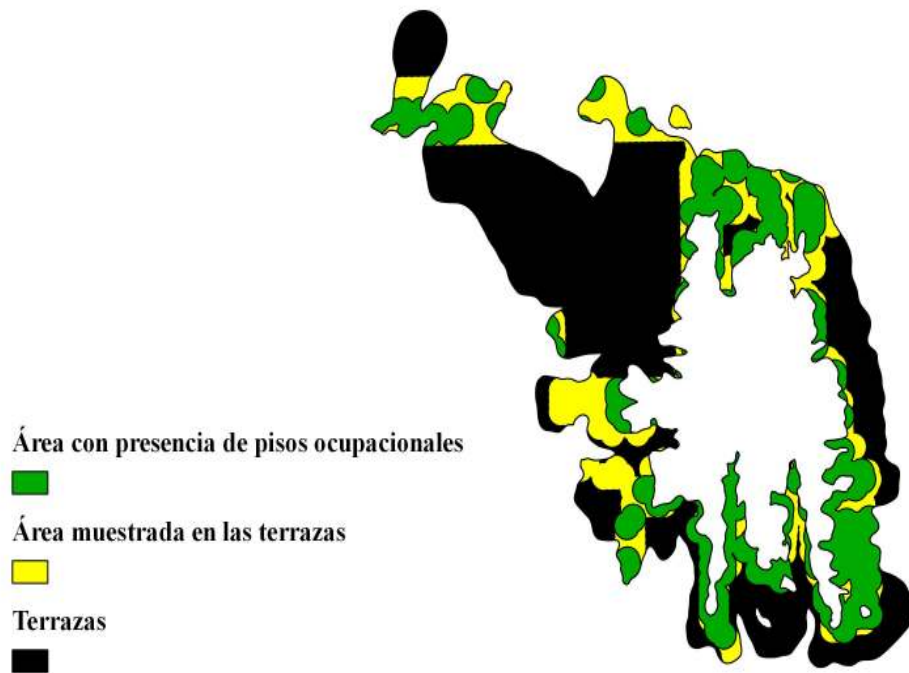 Área con presencia de pisos ocupacionales
Área muestrada en las terrazas
Terrazas